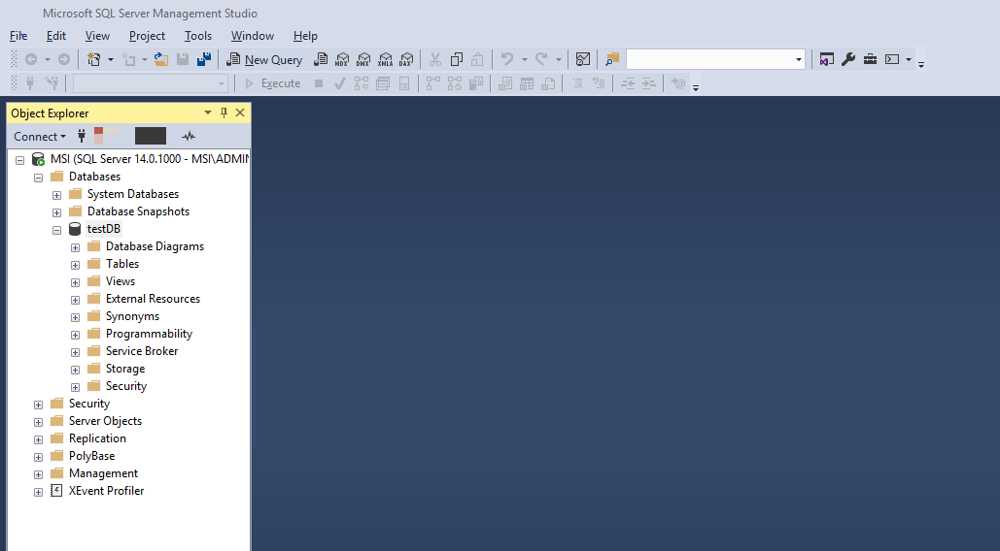 Microsoft SQL Server Management Studio
File Edit View Project Tools Window Help
New Query MDX DMX XMLA DAX
Execute
Object Explorer
Connect
MSI (SQL Server 14.0.1000 - MSI\ADMIN
Databases
System Databases
Database Snapshots
testDB
Database Diagrams
Tables
Views
External Resources
Synonyms
Programmability
Service Broker
Storage
Security
Security
Server Objects
Replication
PolyBase
Management
XEvent Profiler